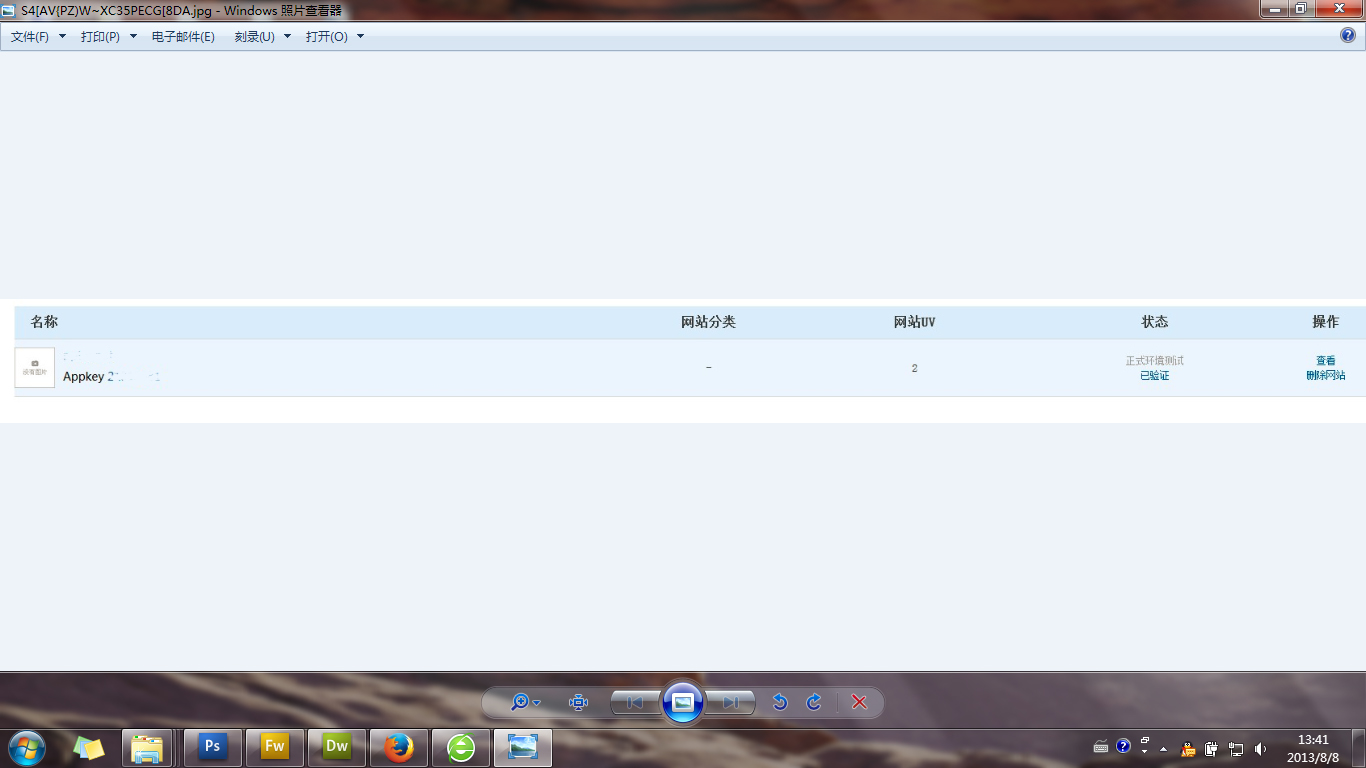 S4[AV{PZ)W~XC35PECG[8DA.jpg - Windows 照片查看器
文件(F) 打印(P) 电子邮件(E) 刻录(U) 打开(O)
名称 网站分类 网站UV 状态 操作
没有图片
Appkey 2
- 2
正式环境测试
已验证
查看
删除网站
Ps Fw Dw
13:41
2013/8/8